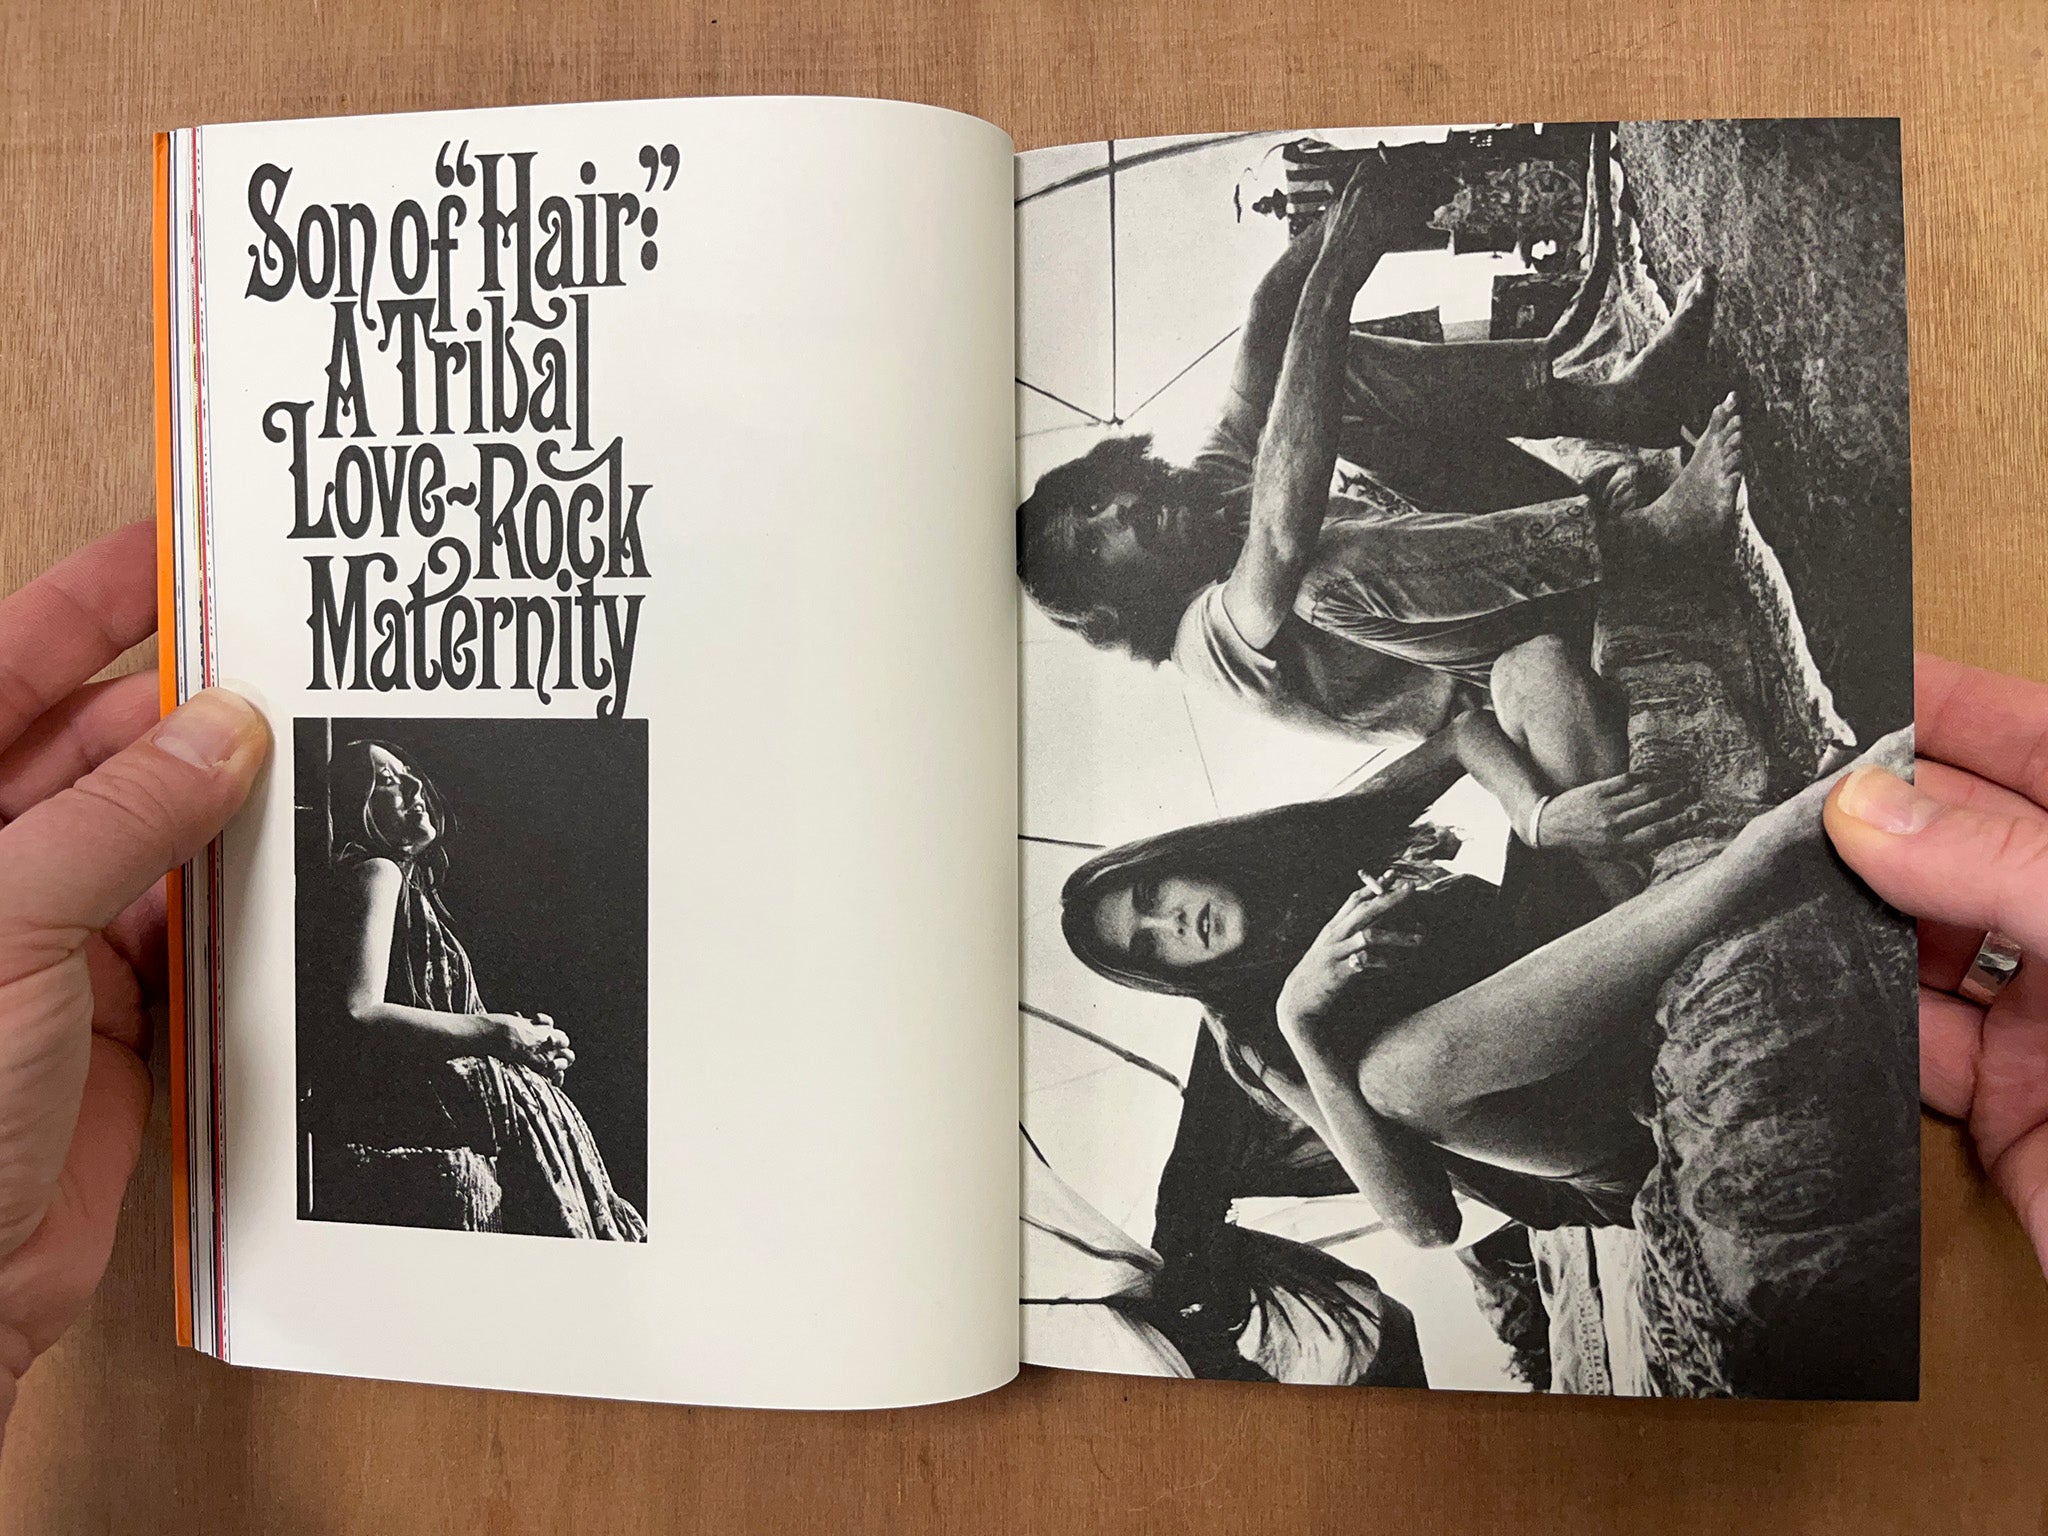 Son of “Hair:”
A Tribal
Love-Rock
Maternity